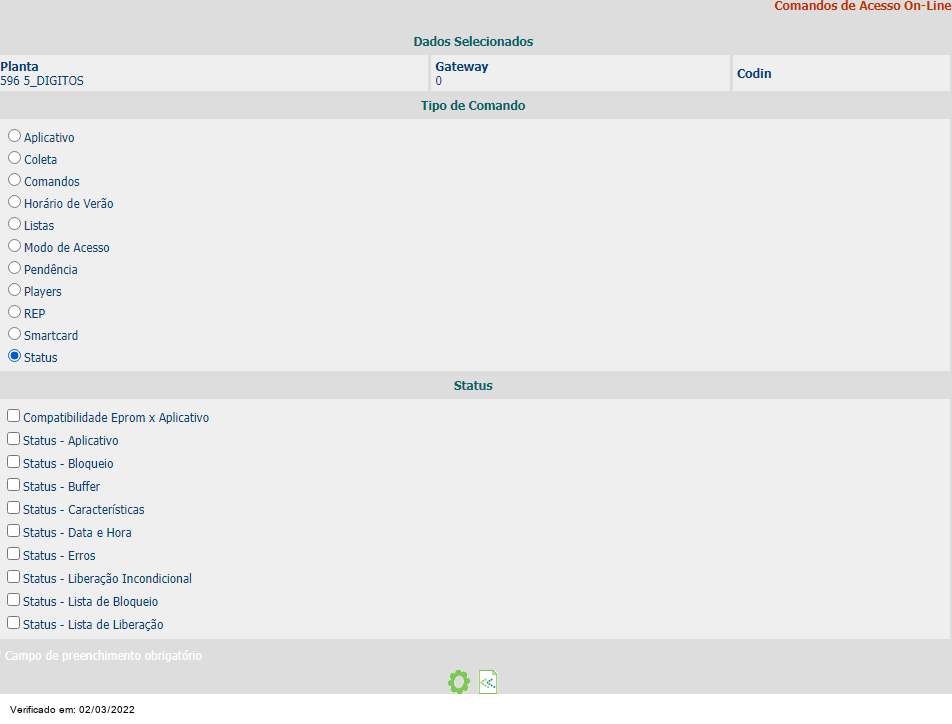 Comandos de Acesso On-Line
Dados Selecionados
Planta
596 5_DIGITOS
Gateway
0
Codin
Tipo de Comando
Aplicativo
Coleta
Comandos
Horário de Verão
Listas
Modo de Acesso
Pendência
Players
REP
Smartcard
Status
Status
Compatibilidade Eprom x Aplicativo
Status - Aplicativo
Status - Bloqueio
Status - Buffer
Status - Características
Status - Data e Hora
Status - Erros
Status - Liberação Incondicional
Status - Lista de Bloqueio
Status - Lista de Liberação
* Campo de preenchimento obrigatório
Verificado em: 02/03/2022